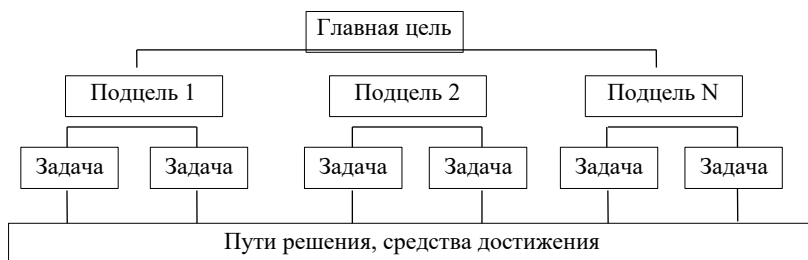 Главная цель
Подцель 1 Подцель 2 Подцель N
Задача Задача Задача Задача Задача Задача
Пути решения, средства достижения